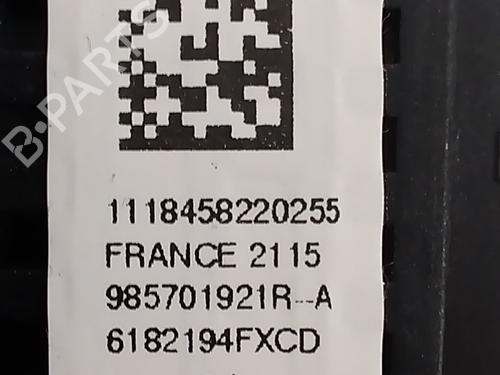 B-PARTS
1118458220255
FRANCE 2115
985701921R--A
6182194FXCD